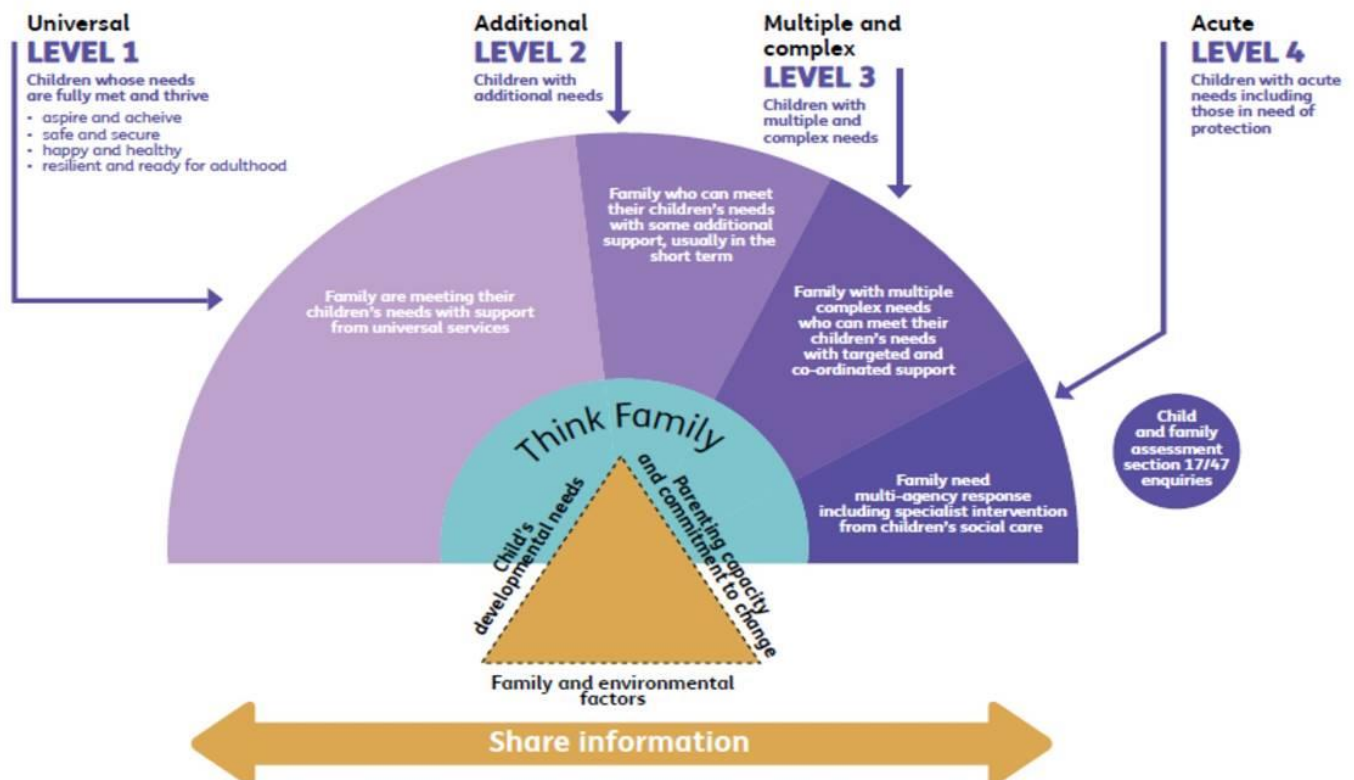 Universal
LEVEL 1
Children whose needs
are fully met and thrive
• aspire and acheive
• safe and secure
• happy and healthy
• resilient and ready for adulthood
Additional
LEVEL 2
Children with
additional needs
Multiple and
complex
LEVEL 3
Children with
multiple and
complex needs
Acute
LEVEL 4
Children with acute
needs including
those in need of
protection
Family are meeting their
children's needs with support
from universal services
Family who can meet
their children's needs
with some additional
support, usually in the
short term
Family with multiple
complex needs
who can meet their
children's needs
with targeted and
co-ordinated support
Family need
multi-agency response
including specialist intervention
from children's social care
Child
and family
assessment
section 17/47
enquiries
Think Family
Child's
developmental needs
Parenting capacity
and commitment to change
Family and environmental
factors
Share information